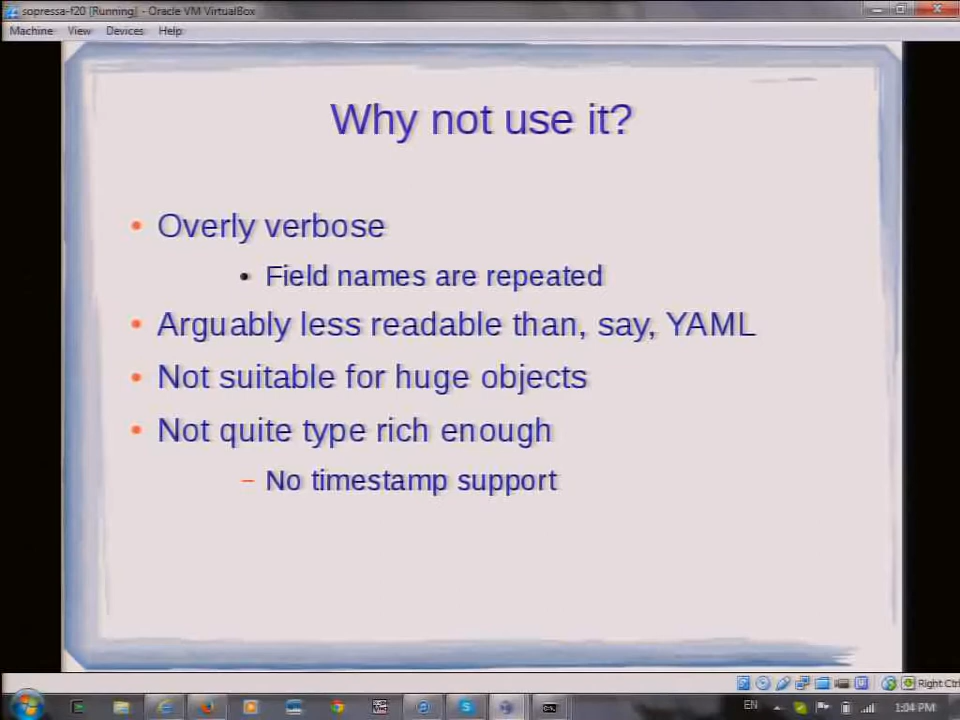 sopressa-f20 [Running] - Oracle VM VirtualBox
Machine View Devices Help
Why not use it?
Overly verbose
Field names are repeated
Arguably less readable than, say, YAML
Not suitable for huge objects
Not quite type rich enough
No timestamp support
Right Ctrl
EN 1:04 PM